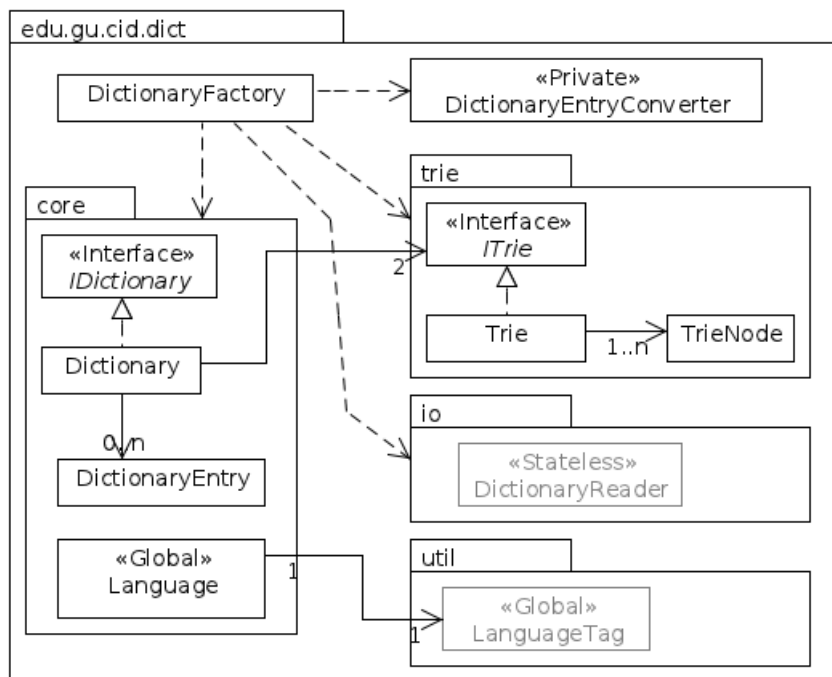 edu.gu.cid.dict
DictionaryFactory
«Private»
DictionaryEntryConverter
trie
core
«Interface»
ITrie
«Interface»
IDictionary
2
Trie
TrieNode
1..n
Dictionary
io
0..n
DictionaryEntry
«Stateless»
DictionaryReader
«Global»
Language
1
util
«Global»
LanguageTag
1